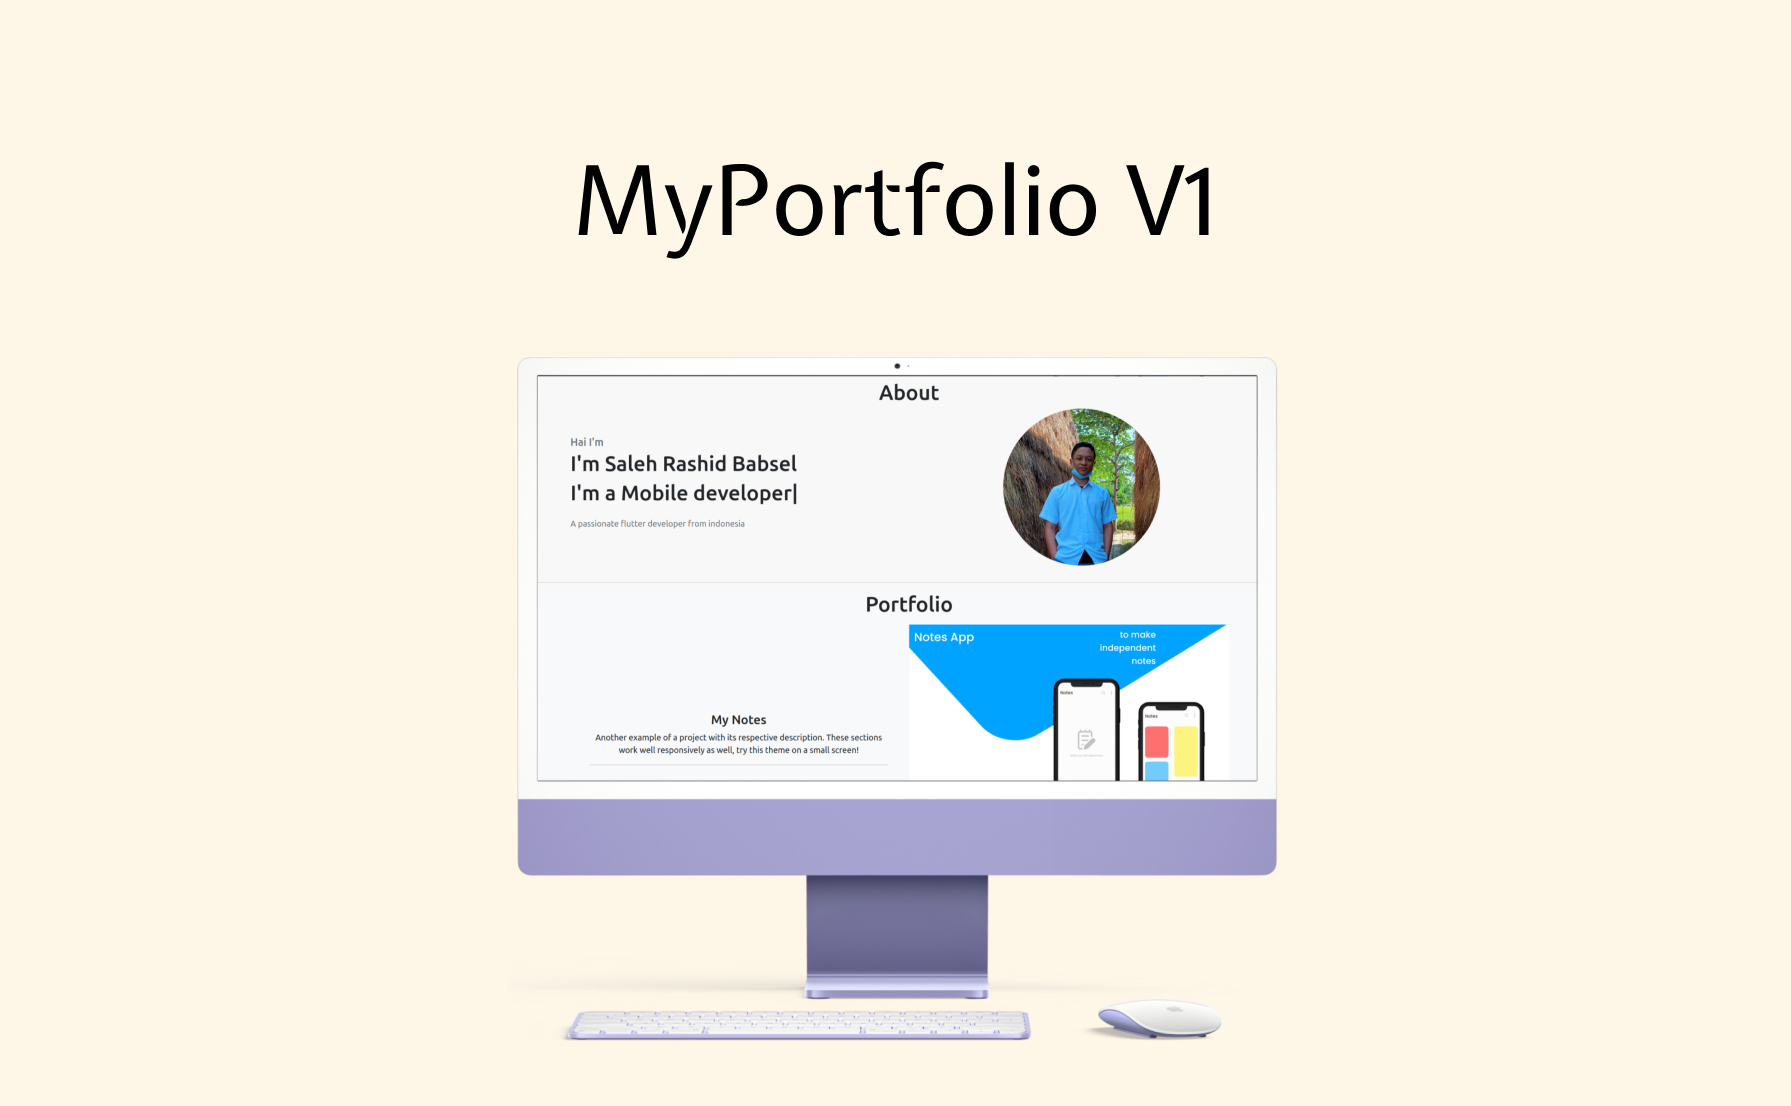 MyPortfolio V1
About
Hai I'm
I'm Saleh Rashid Babsel
I'm a Mobile developer|
A passionate flutter developer from indonesia
Portfolio
Notes App
to make
independent
notes
Notes
Notes
My Notes
Another example of a project with its respective description. These sections
work well responsively as well, try this theme on a small screen!